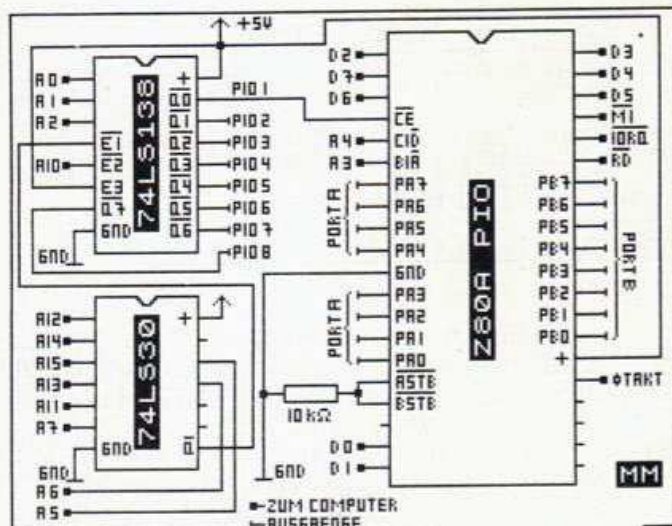 +5V
A0
A1
A2
E1
A10
E2
E3
Q7
GND
GND
74LS138
+
Q0
Q1
Q2
Q3
Q4
Q5
Q6
PIO1
PIO2
PIO3
PIO4
PIO5
PIO6
PIO7
PIO8
A12
A14
A15
A13
A11
A7
GND
GND
A6
A5
74LS30
+
Q
D2
D7
D6
A4
A3
CE
C/D
B/A
PA7
PA6
PA5
PA4
PORTA
GND
PA3
PA2
PA1
PA0
PORTA
ASTB
BSTB
10kΩ
GND
D0
D1
Z80A PIO
D3
D4
D5
M1
IORQ
RD
PB7
PB6
PB5
PB4
PB3
PB2
PB1
PB0
PORTB
+
ΦTAKT
MM
ZUM COMPUTER